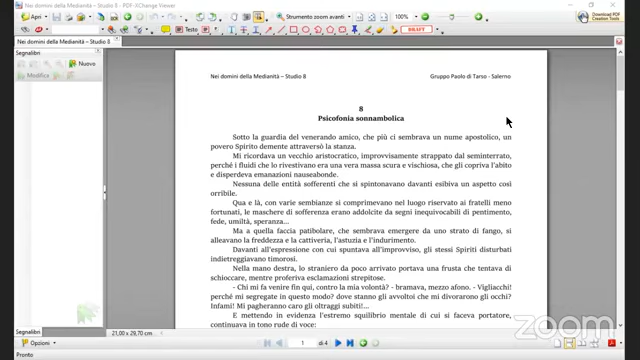 Nei domini della Medianità - Studio 8 - PDF-XChange Viewer
Apri
Strumento zoom avanti
100%
Download PDF
Creation Tools
Testo
DRAFT
Nei domini della Medianità - Studio 8
Segnalibri
Nuovo
Modifica
Nei domini della Medianità – Studio 8
Gruppo Paolo di Tarso - Salerno
8
Psicofonia sonnambolica
Sotto la guardia del venerando amico, che più ci sembrava un nume apostolico, un
povero Spirito demente attraversò la stanza.
Mi ricordava un vecchio aristocratico, improvvisamente strappato dal seminterrato,
perché i fluidi che lo rivestivano era una vera massa scura e vischiosa, che gli copriva l'abito
e disperdeva emanazioni nauseabonde.
Nessuna delle entità sofferenti che si spintonavano davanti esibiva un aspetto così
orribile.
Qua e là, con varie sembianze si comprimevano nel luogo riservato ai fratelli meno
fortunati, le maschere di sofferenza erano addolcite da segni inequivocabili di pentimento,
fede, umiltà, speranza...
Ma a quella faccia patibolare, che sembrava emergere da uno strato di fango, si
alleavano la freddezza e la cattiveria, l'astuzia e l'indurimento.
Davanti all'espressione con cui spuntava all'improvviso, gli stessi Spiriti disturbati
indietreggiavano timorosi.
Nella mano destra, lo straniero da poco arrivato portava una frusta che tentava di
schioccare, mentre proferiva esclamazioni strepitose.
- Chi mi fa venire fin qui, contro la mia volontà? - bramava, mezzo afono. - Vigliacchi!
perché mi segregate in questo modo? dove stanno gli avvoltoi che mi divorarono gli occhi?
Infami! Mi pagheranno caro gli oltraggi subiti!...
E mettendo in evidenza l'estremo squilibrio mentale di cui si faceva portatore,
continuava in tono rude di voce:
Segnalibri
21,00 x 29,70 cm
Opzioni
1
di 4
Pronto
zoom